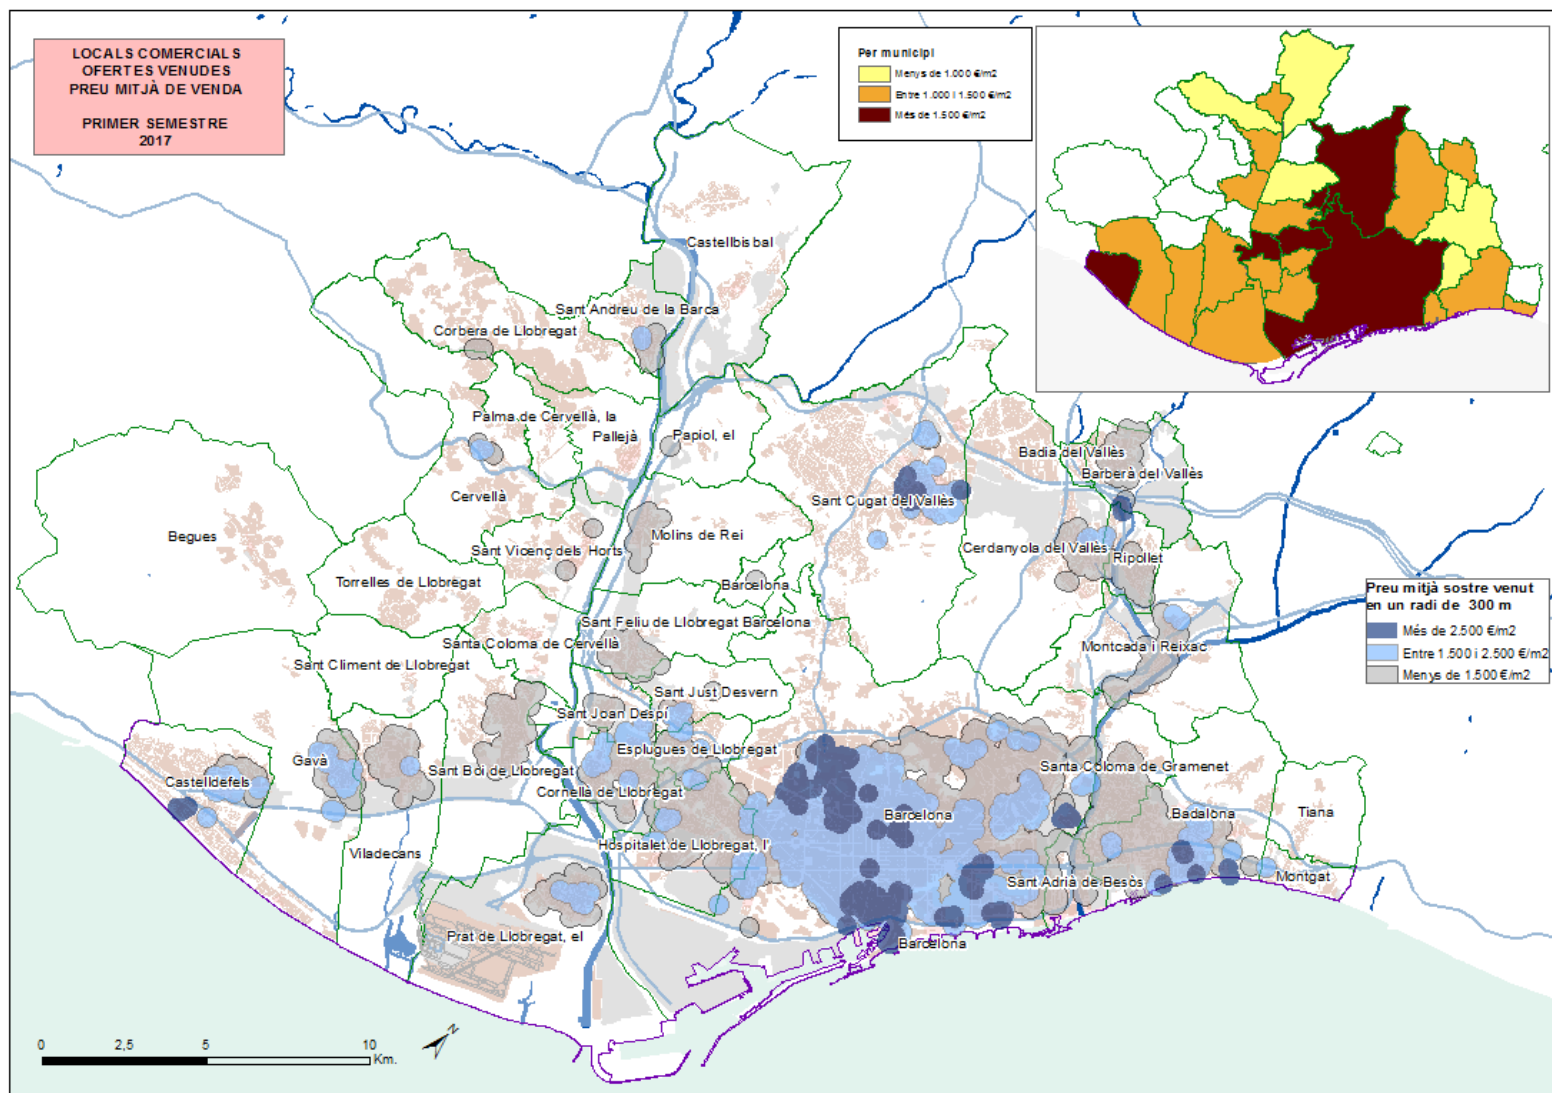 LOCALS COMERCIALS
OFERTES VENUDES
PREU MITJÀ DE VENDA
PRIMER SEMESTRE
2017
Per municipi
Menys de 1.000 €/m2
Entre 1.000 i 1.500 €/m2
Més de 1.500 €/m2
Castellbisbal
Sant Andreu de la Barca
Corbera de Llobregat
Palma de Cervellà, la
Pallejà
Papiol, el
Cervellà
Begues
Sant Vicenç dels Horts
Molins de Rei
Torrelles de Llobregat
Barcelona
Sant Feliu de Llobregat
Barcelona
Santa Coloma de Cervellà
Sant Climent de Llobregat
Sant Just Desvern
Sant Joan Despí
Esplugues de Llobregat
Sant Boi de Llobregat
Cornellà de Llobregat
Gavà
Castelldefels
Viladecans
Hospitalet de Llobregat, l'
Prat de Llobregat, el
Sant Cugat del Vallès
Badia del Vallès
Barberà del Vallès
Cerdanyola del Vallès
Ripollet
Montcada i Reixac
Santa Coloma de Gramenet
Barcelona
Badalona
Tiana
Montgat
Sant Adrià de Besòs
Barcelona
Preu mitjà sostre venut
en un radi de 300 m
Més de 2.500 €/m2
Entre 1.500 i 2.500 €/m2
Menys de 1.500 €/m2
0 2,5 5 10
Km.
N